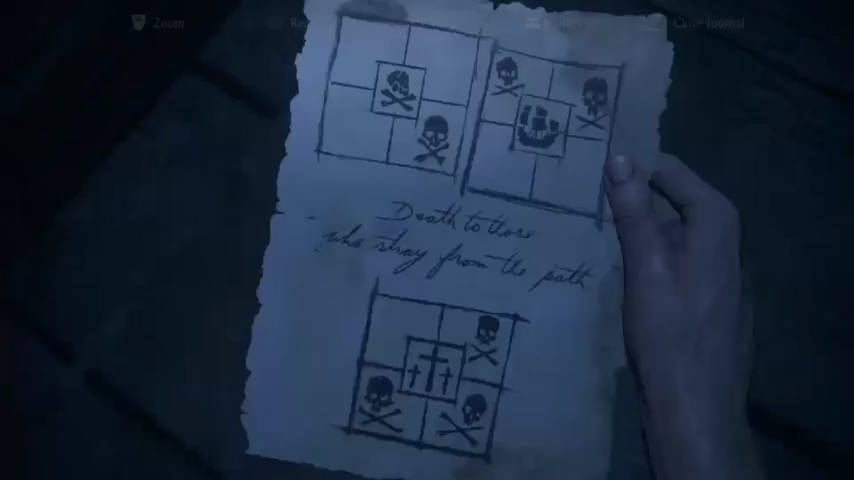 Zoom
Close Journal
Death to those
who stray from the path